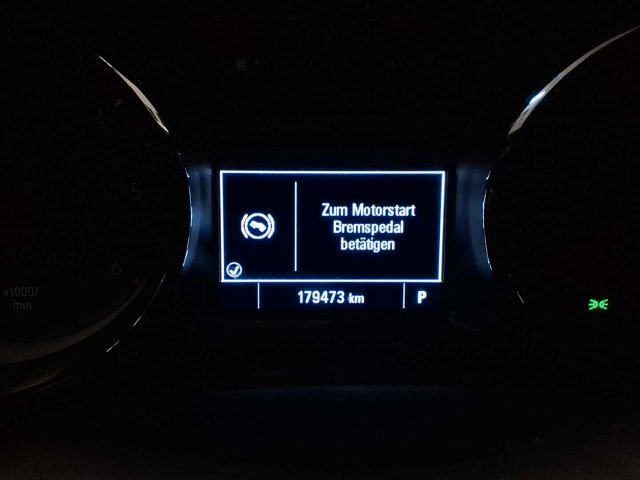 Zum Motorstart
Bremspedal
betätigen
5
6
x1000/
min
179473 km
P